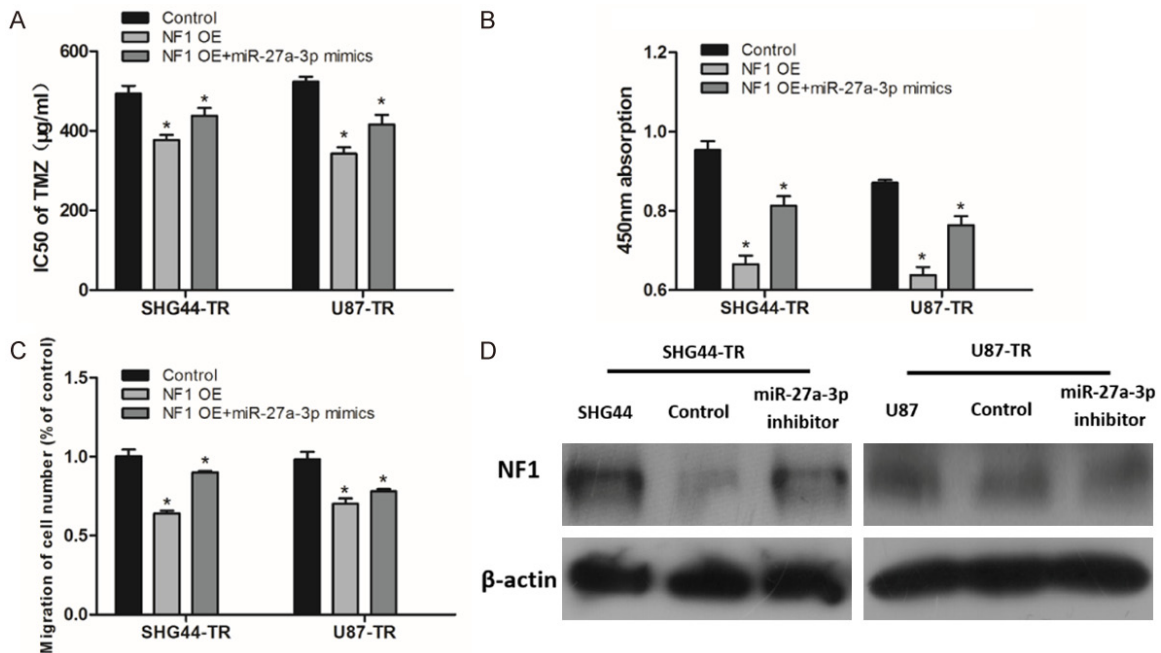 A
Control
NF1 OE
NF1 OE+miR-27a-3p mimics
IC50 of TMZ (μg/ml)
600
400
200
0
*
*
*
*
SHG44-TR
U87-TR
B
Control
NF1 OE
NF1 OE+miR-27a-3p mimics
450nm absorption
1.2
1.0
0.8
0.6
*
*
*
*
SHG44-TR
U87-TR
C
Control
NF1 OE
NF1 OE+miR-27a-3p mimics
Migration of cell number (% of control)
1.5
1.0
0.5
0.0
*
*
*
*
SHG44-TR
U87-TR
D
SHG44-TR
U87-TR
SHG44
Control
miR-27a-3p
inhibitor
U87
Control
miR-27a-3p
inhibitor
NF1
β-actin